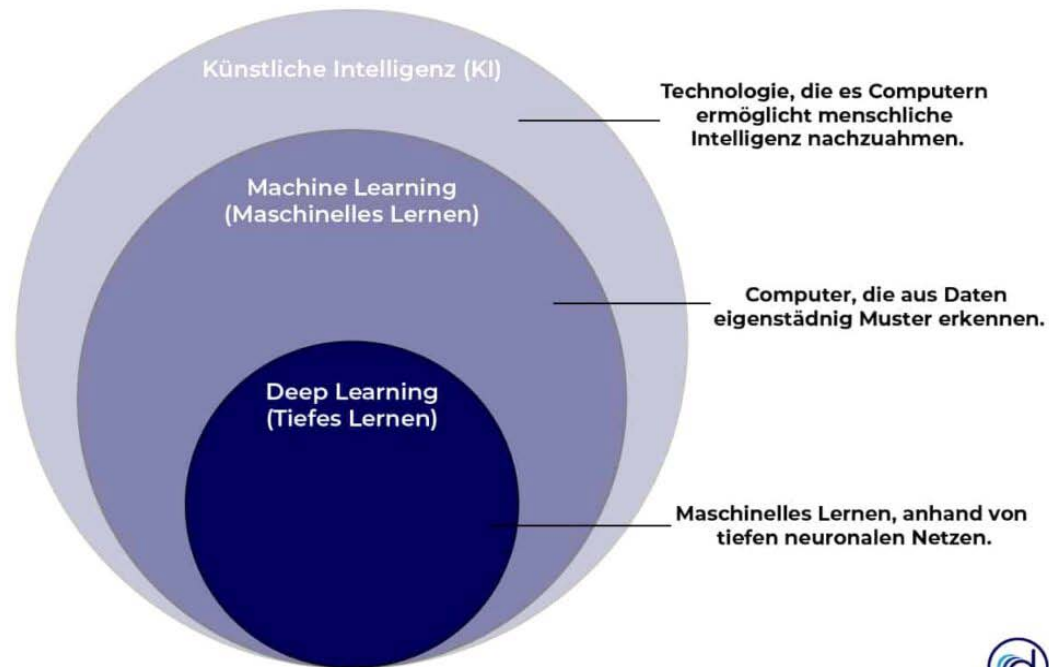 Künstliche Intelligenz (KI)
Technologie, die es Computern
ermöglicht menschliche
Intelligenz nachzuahmen.
Machine Learning
(Maschinelles Lernen)
Computer, die aus Daten
eigenstädnig Muster erkennen.
Deep Learning
(Tiefes Lernen)
Maschinelles Lernen, anhand von
tiefen neuronalen Netzen.